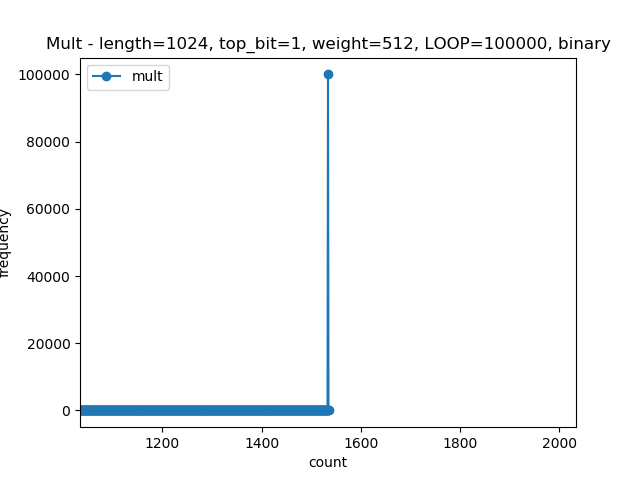 Mult - length=1024, top_bit=1, weight=512, LOOP=100000, binary
mult
100000
80000
60000
40000
20000
0
frequency
1200 1400 1600 1800 2000
count